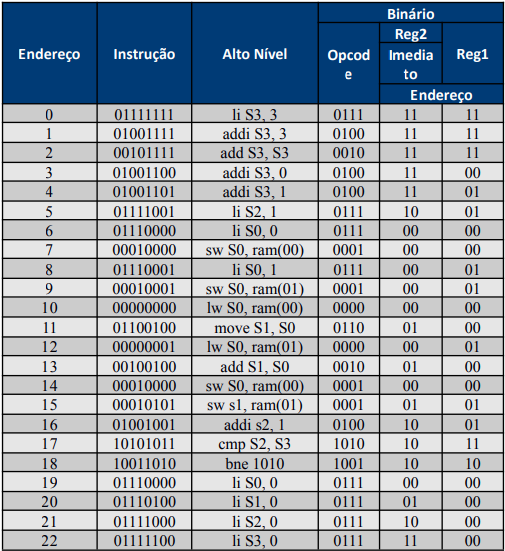 Binário
Reg2
Endereço Instrução Alto Nível Opcod Imedia Reg1
e to
Endereço
0 01111111 li S3, 3 0111 11 11
1 01001111 addi S3, 3 0100 11 11
2 00101111 add S3, S3 0010 11 11
3 01001100 addi S3, 0 0100 11 00
4 01001101 addi S3, 1 0100 11 01
5 01111001 li S2, 1 0111 10 01
6 01110000 li S0, 0 0111 00 00
7 00010000 sw S0, ram(00) 0001 00 00
8 01110001 li S0, 1 0111 00 01
9 00010001 sw S0, ram(01) 0001 00 01
10 00000000 lw S0, ram(00) 0000 00 00
11 01100100 move S1, S0 0110 01 00
12 00000001 lw S0, ram(01) 0000 00 01
13 00100100 add S1, S0 0010 01 00
14 00010000 sw S0, ram(00) 0001 00 00
15 00010101 sw s1, ram(01) 0001 01 01
16 01001001 addi s2, 1 0100 10 01
17 10101011 cmp S2, S3 1010 10 11
18 10011010 bne 1010 1001 10 10
19 01110000 li S0, 0 0111 00 00
20 01110100 li S1, 0 0111 01 00
21 01111000 li S2, 0 0111 10 00
22 01111100 li S3, 0 0111 11 00